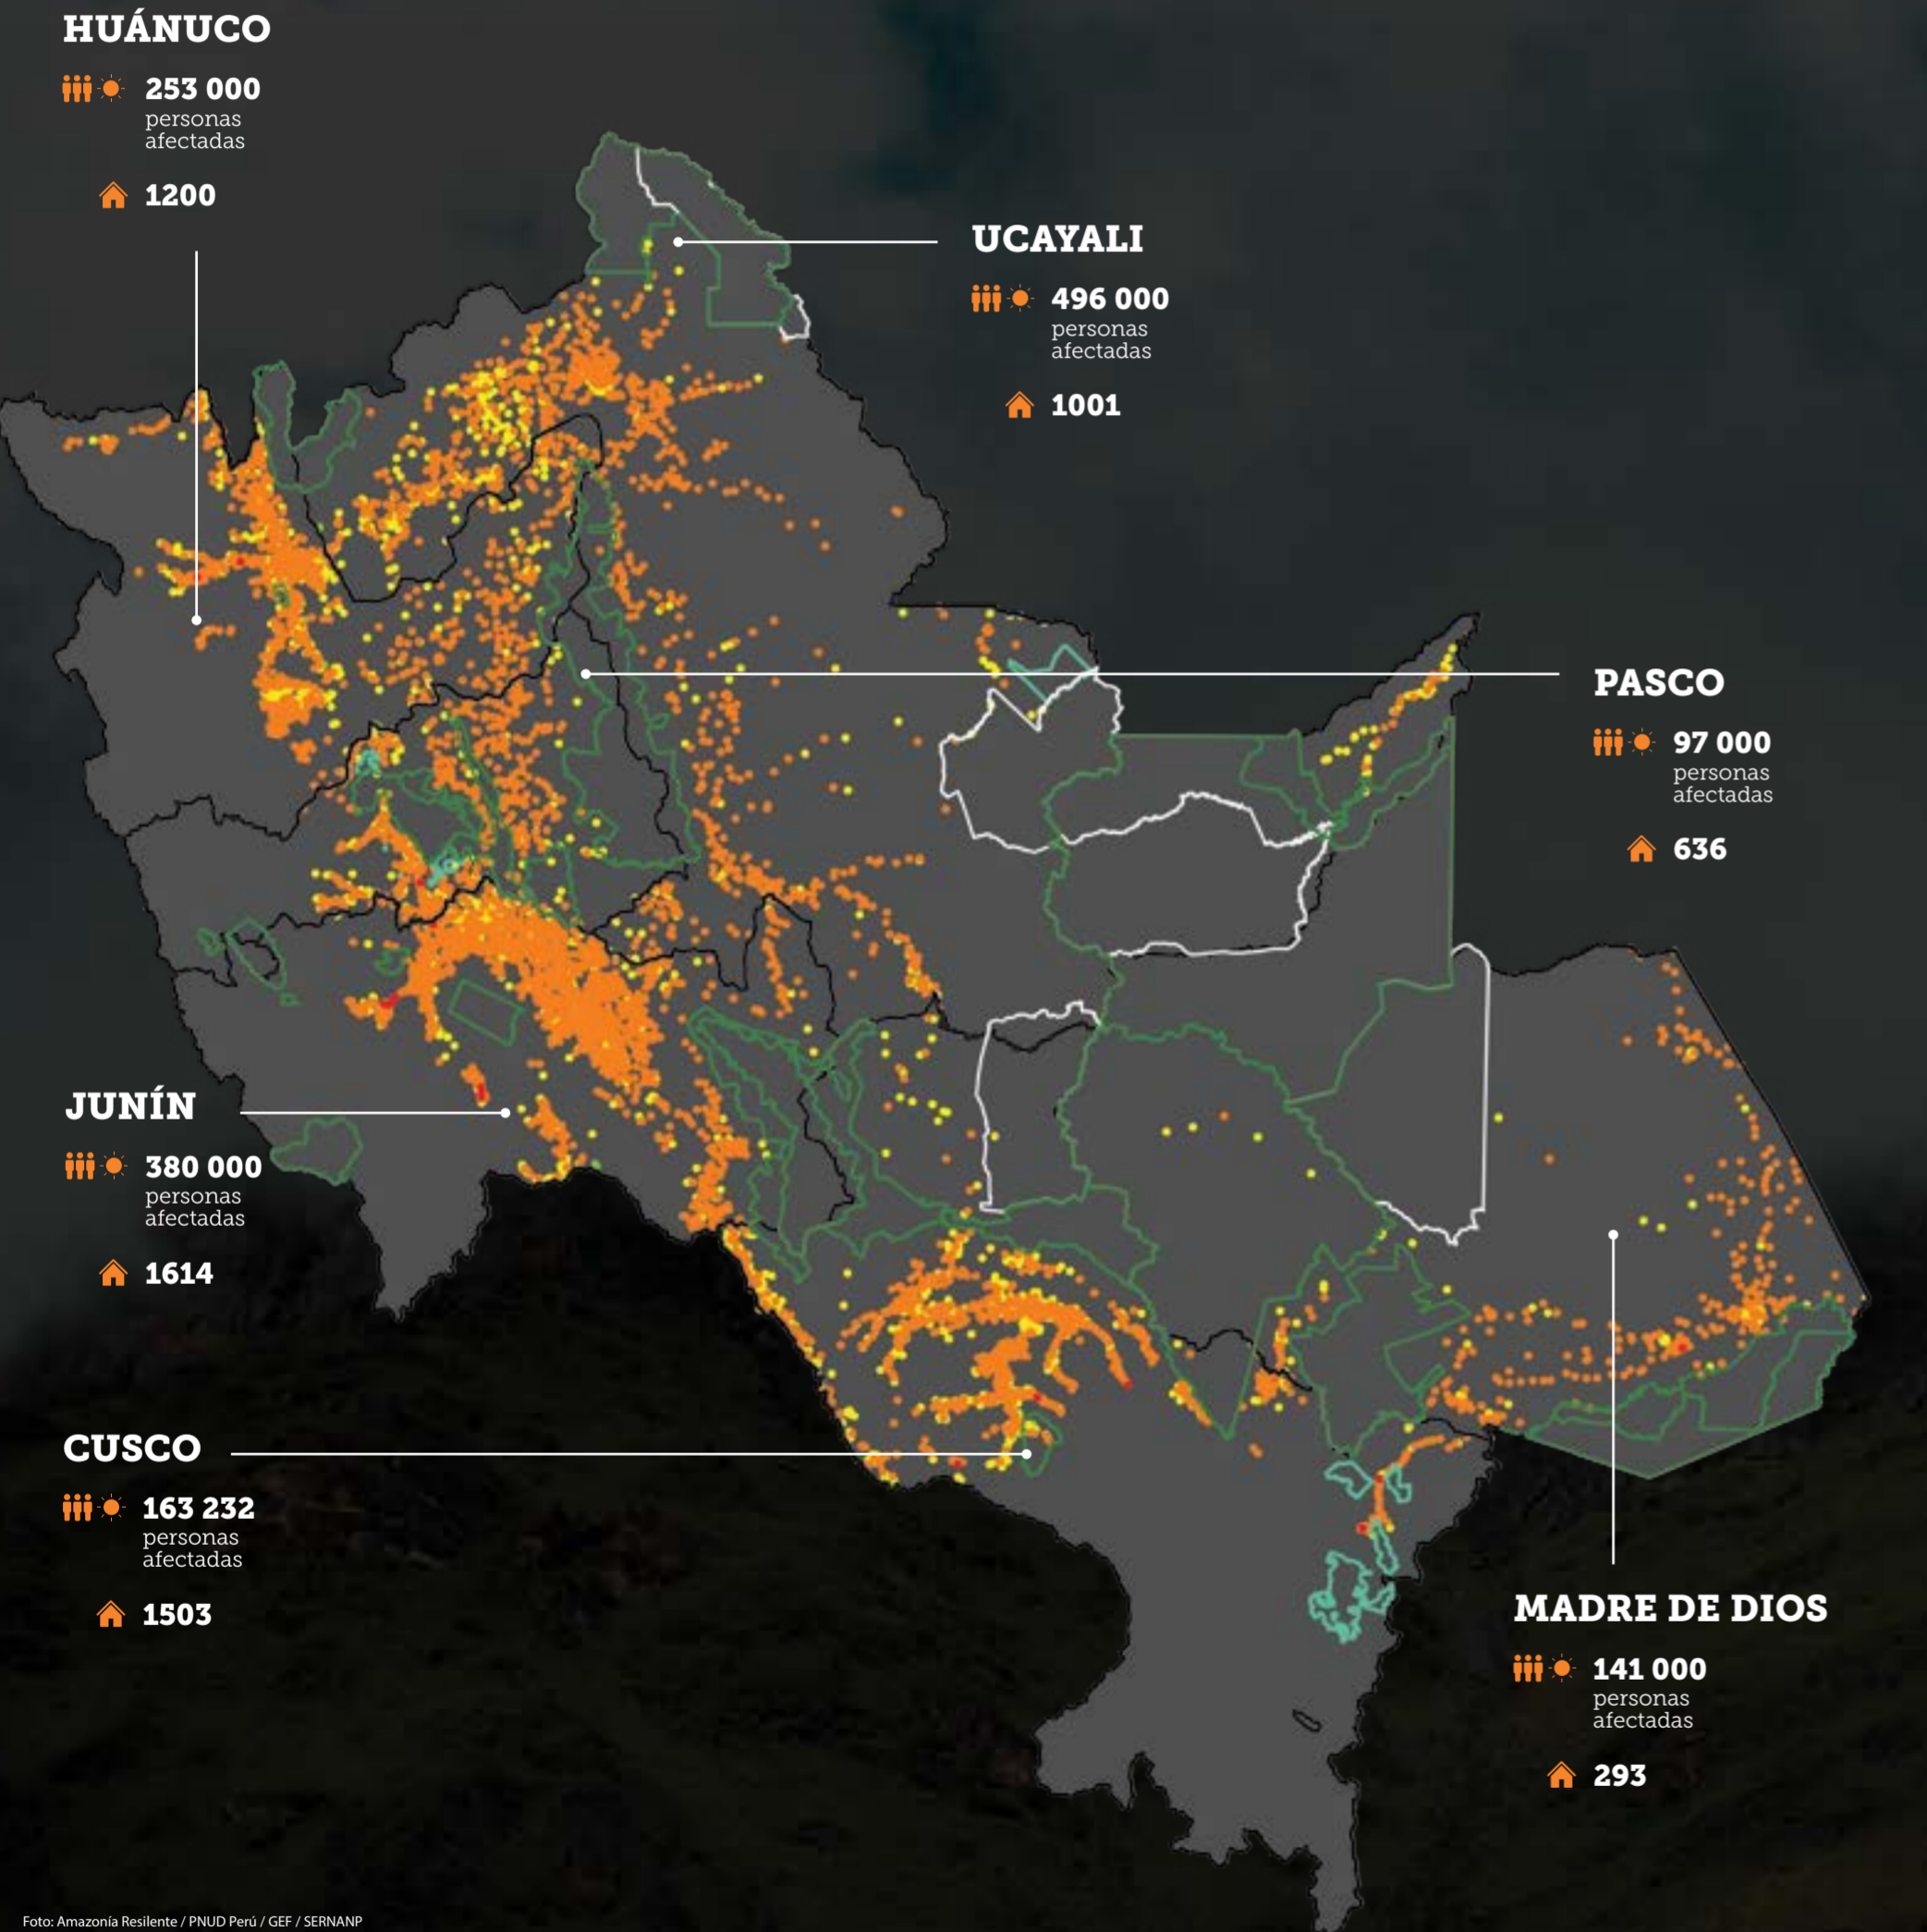 HUÁNUCO
253 000
personas
afectadas
1200
UCAYALI
496 000
personas
afectadas
1001
PASCO
97 000
personas
afectadas
636
JUNÍN
380 000
personas
afectadas
1614
CUSCO
163 232
personas
afectadas
1503
MADRE DE DIOS
141 000
personas
afectadas
293
Foto: Amazonía Resilente / PNUD Perú / GEF / SERNANP